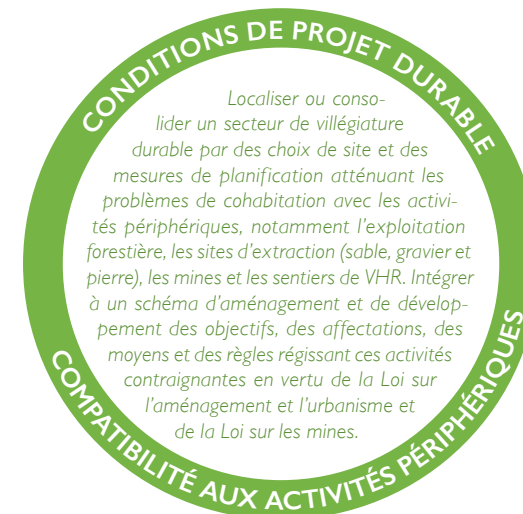 CONDITIONS DE PROJET DURABLE
Localiser ou conso-
lider un secteur de villégiature
durable par des choix de site et des
mesures de planification atténuant les
problèmes de cohabitation avec les activi-
tés périphériques, notamment l'exploitation
forestière, les sites d'extraction (sable, gravier et
pierre), les mines et les sentiers de VHR. Intégrer
à un schéma d'aménagement et de dévelop-
pement des objectifs, des affectations, des
moyens et des règles régissant ces activités
contraignantes en vertu de la Loi sur
l'aménagement et l'urbanisme et
de la Loi sur les mines.
COMPATIBILITÉ AUX ACTIVITÉS PÉRIPHÉRIQUES